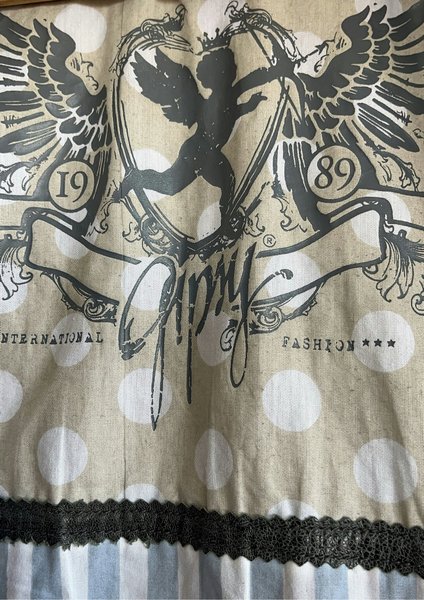 19 89
Gipsy ®
INTERNATIONAL FASHION ★★★